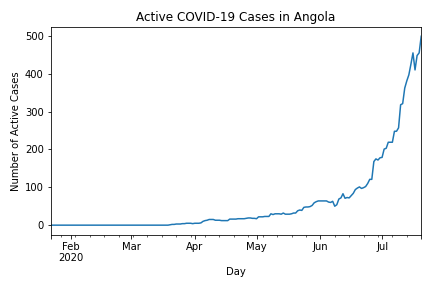 Active COVID-19 Cases in Angola
Number of Active Cases
500
400
300
200
100
0
Feb
2020
Mar
Apr
May
Jun
Jul
Day